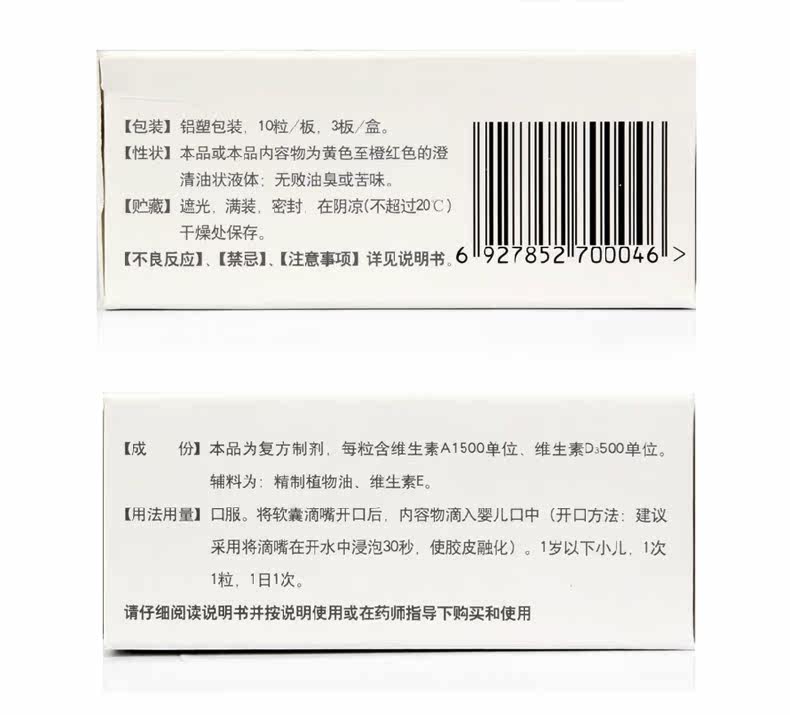 【包装】铝塑包装，10粒/板，3板/盒。
【性状】本品或本品内容物为黄色至橙红色的澄
清油状液体；无败油臭或苦味。
【贮藏】遮光，满装，密封，在阴凉(不超过20℃)
干燥处保存。
【不良反应】、【禁忌】、【注意事项】详见说明书。
6 927852 700046 >
【成 份】本品为复方制剂，每粒含维生素A1500单位、维生素D₃500单位。
辅料为：精制植物油、维生素E。
【用法用量】口服。将软囊滴嘴开口后，内容物滴入婴儿口中（开口方法：建议
采用将滴嘴在开水中浸泡30秒，使胶皮融化）。1岁以下小儿，1次
1粒，1日1次。
请仔细阅读说明书并按说明使用或在药师指导下购买和使用